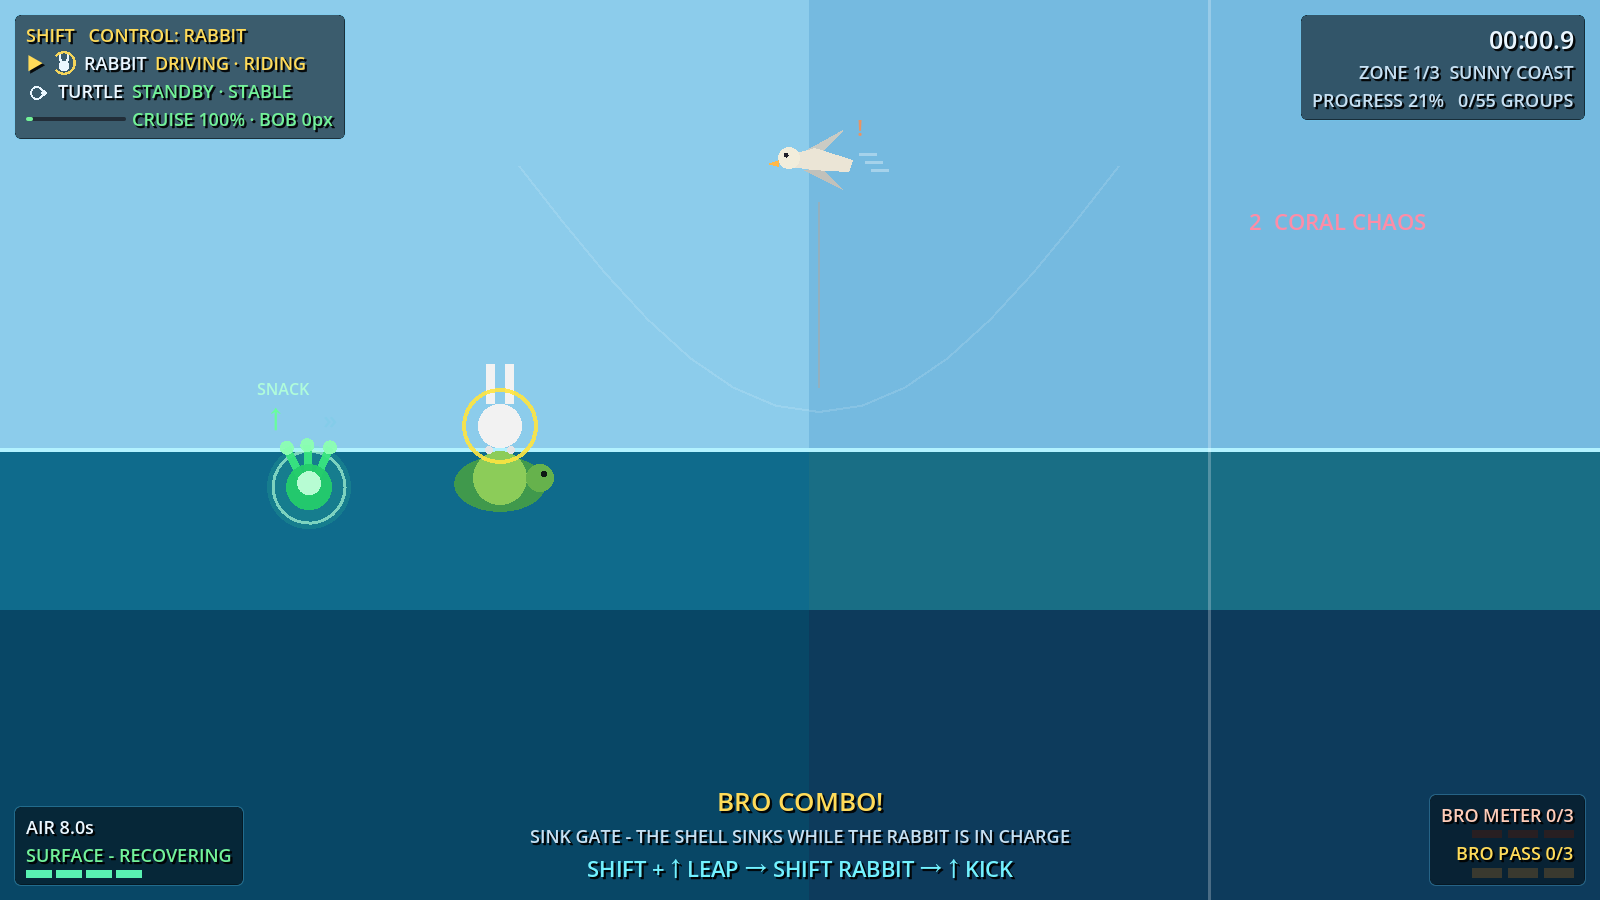 SHIFT CONTROL: RABBIT
RABBIT DRIVING · RIDING
TURTLE STANDBY · STABLE
CRUISE 100% · BOB 0px
00:00.9
ZONE 1/3 SUNNY COAST
PROGRESS 21% 0/55 GROUPS
!
2 CORAL CHAOS
SNACK
↑
BRO COMBO!
SINK GATE - THE SHELL SINKS WHILE THE RABBIT IS IN CHARGE
SHIFT + ↑ LEAP → SHIFT RABBIT → ↑ KICK
AIR 8.0s
SURFACE - RECOVERING
BRO METER 0/3
BRO PASS 0/3